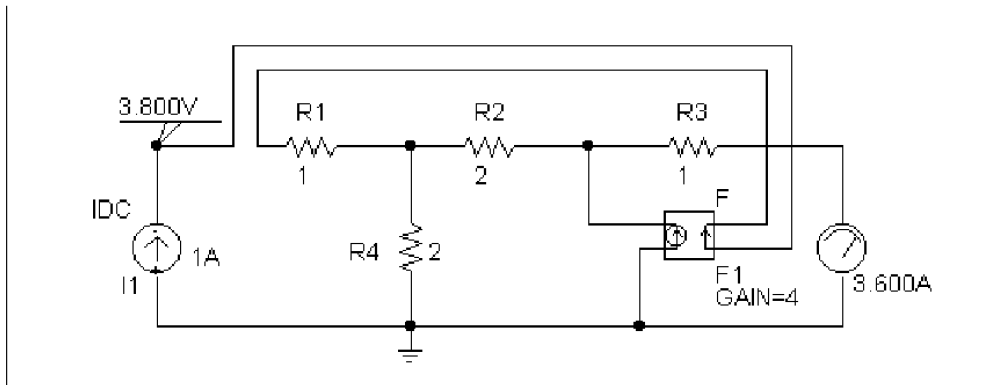 3.800V
R1
R2
R3
1
2
1
IDC
1A
I1
R4
2
F
F1
GAIN=4
3.600A